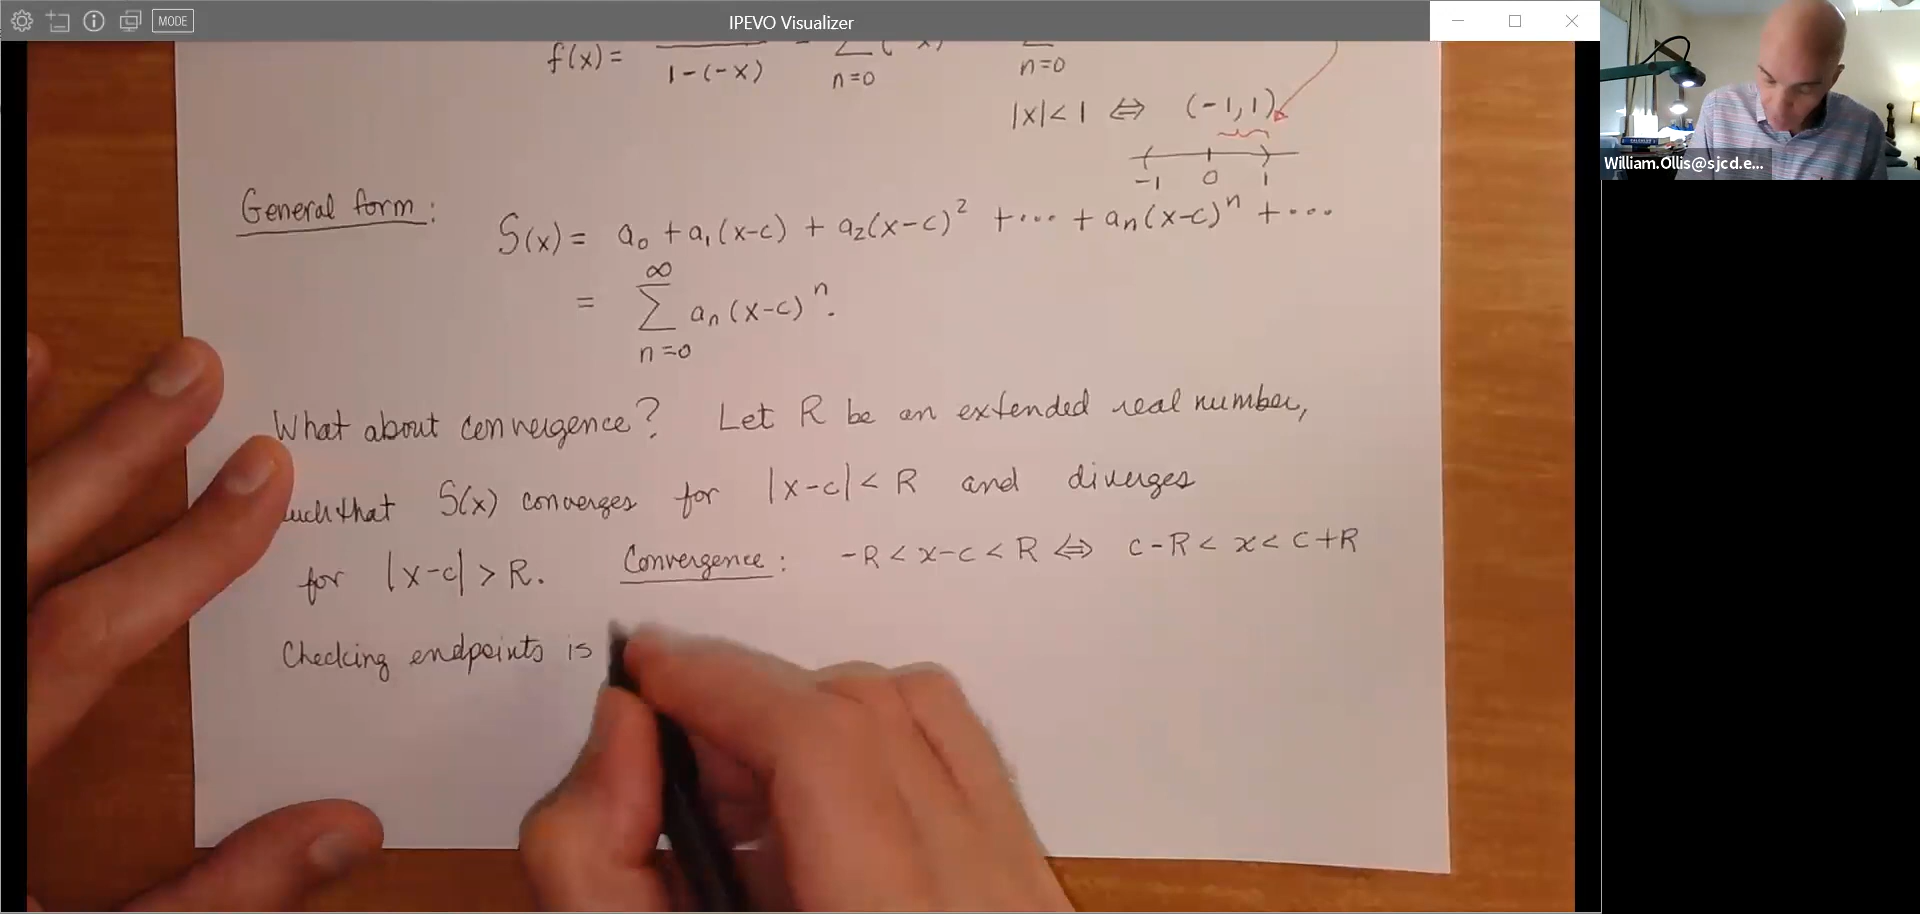 MODE
IPEVO Visualizer
f(x) = 1-(-x) = ∑ n=0 n=0
|x| < 1 ⇔ (-1, 1)
-1 0 1
General form: S(x) = a₀ + a₁(x-c) + a₂(x-c)² + ··· + aₙ(x-c)ⁿ + ···
= ∞ ∑ n=0 aₙ(x-c)ⁿ.
What about convergence? Let R be an extended real number,
such that S(x) converges for |x-c| < R and diverges
for |x-c| > R. Convergence: -R < x-c < R ⇔ c-R < x < c+R
Checking endpoints is
William.Ollis@sjcd.e...